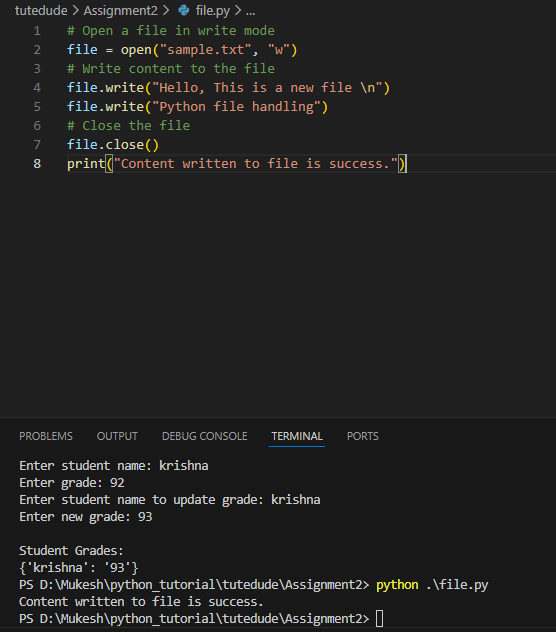 tutedude > Assignment2 > file.py > ...
1 # Open a file in write mode
2 file = open("sample.txt", "w")
3 # Write content to the file
4 file.write("Hello, This is a new file \n")
5 file.write("Python file handling")
6 # Close the file
7 file.close()
8 print("Content written to file is success.")
PROBLEMS OUTPUT DEBUG CONSOLE TERMINAL PORTS
Enter student name: krishna
Enter grade: 92
Enter student name to update grade: krishna
Enter new grade: 93
Student Grades:
{'krishna': '93'}
PS D:\Mukesh\python_tutorial\tutedude\Assignment2> python .\file.py
Content written to file is success.
PS D:\Mukesh\python_tutorial\tutedude\Assignment2>